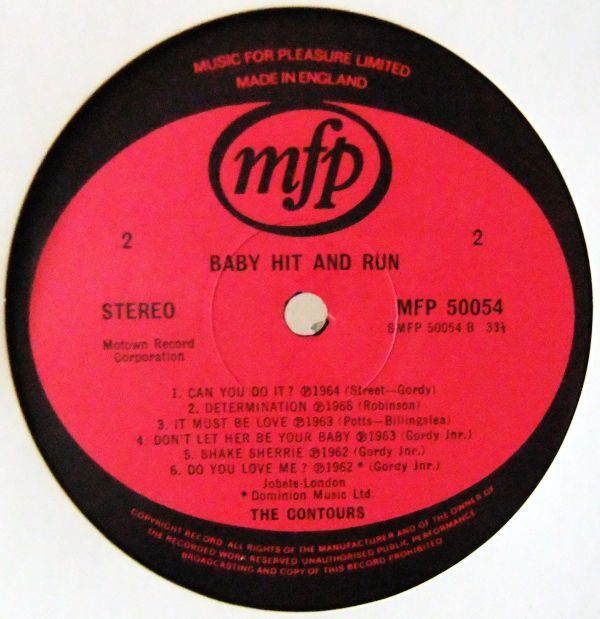 MUSIC FOR PLEASURE LIMITED
MADE IN ENGLAND
mfp
2
2
BABY HIT AND RUN
STEREO
MFP 50054
SMFP 50054 B 33⅓
Motown Record
Corporation
1. CAN YOU DO IT? ℗1964 (Street—Gordy)
2. DETERMINATION ℗1966 (Robinson)
3. IT MUST BE LOVE ℗1963 (Potts—Billingslea)
4. DON'T LET HER BE YOUR BABY ℗1963 (Gordy Jnr.)
5. SHAKE SHERRIE ℗1962 (Gordy Jnr.)
6. DO YOU LOVE ME? ℗1962 * (Gordy Jnr.)
Jobete-London
* Dominion Music Ltd.
THE CONTOURS
COPYRIGHT RECORD ALL RIGHTS OF THE MANUFACTURER AND OF THE OWNER OF
THE RECORDED WORK RESERVED UNAUTHORISED PUBLIC PERFORMANCE
BROADCASTING AND COPY OF THIS RECORD PROHIBITED